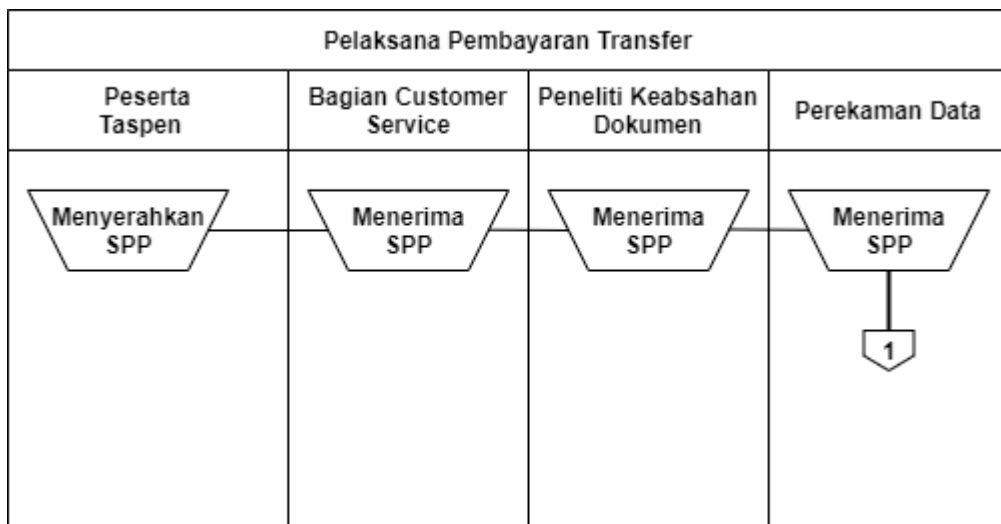 Pelaksana Pembayaran Transfer
Peserta
Taspen
Bagian Customer
Service
Peneliti Keabsahan
Dokumen
Perekaman Data
Menyerahkan
SPP
Menerima
SPP
Menerima
SPP
Menerima
SPP
1